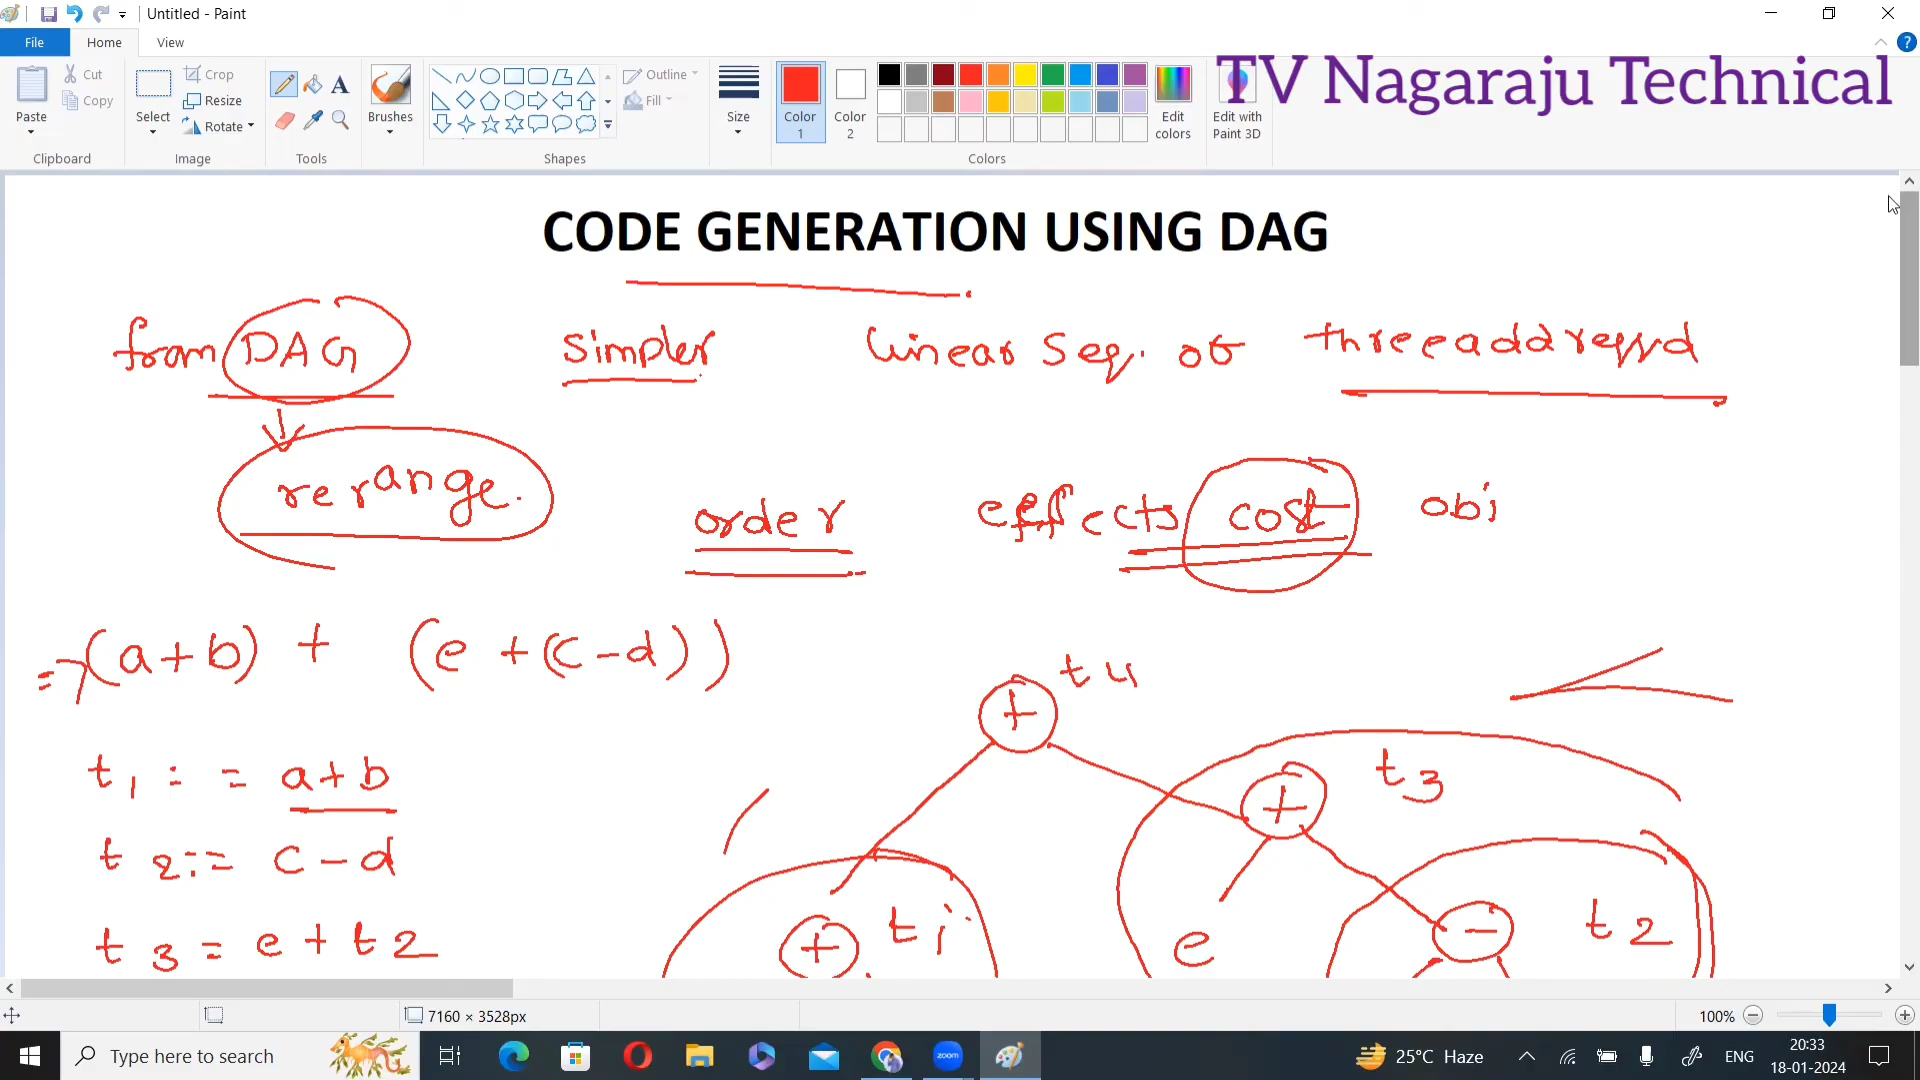 Untitled - Paint
File Home View
TV Nagaraju Technical
Paste Cut Copy Select Crop Resize Rotate Brushes Outline Fill Size Color 1 Color 2 Edit colors Edit with Paint 3D
Clipboard Image Tools Shapes Colors
CODE GENERATION USING DAG
from DAG simpler linear Seq. of
rerange. order effects cost obj
=> (a+b) + (e + (c-d))
t4
t1 := a+b
t3
t2 := c-d
t3 = e + t2
+ t1 e - t2
7160 × 3528px 100%
Type here to search
zoom
25°C Haze ENG 20:33 18-01-2024